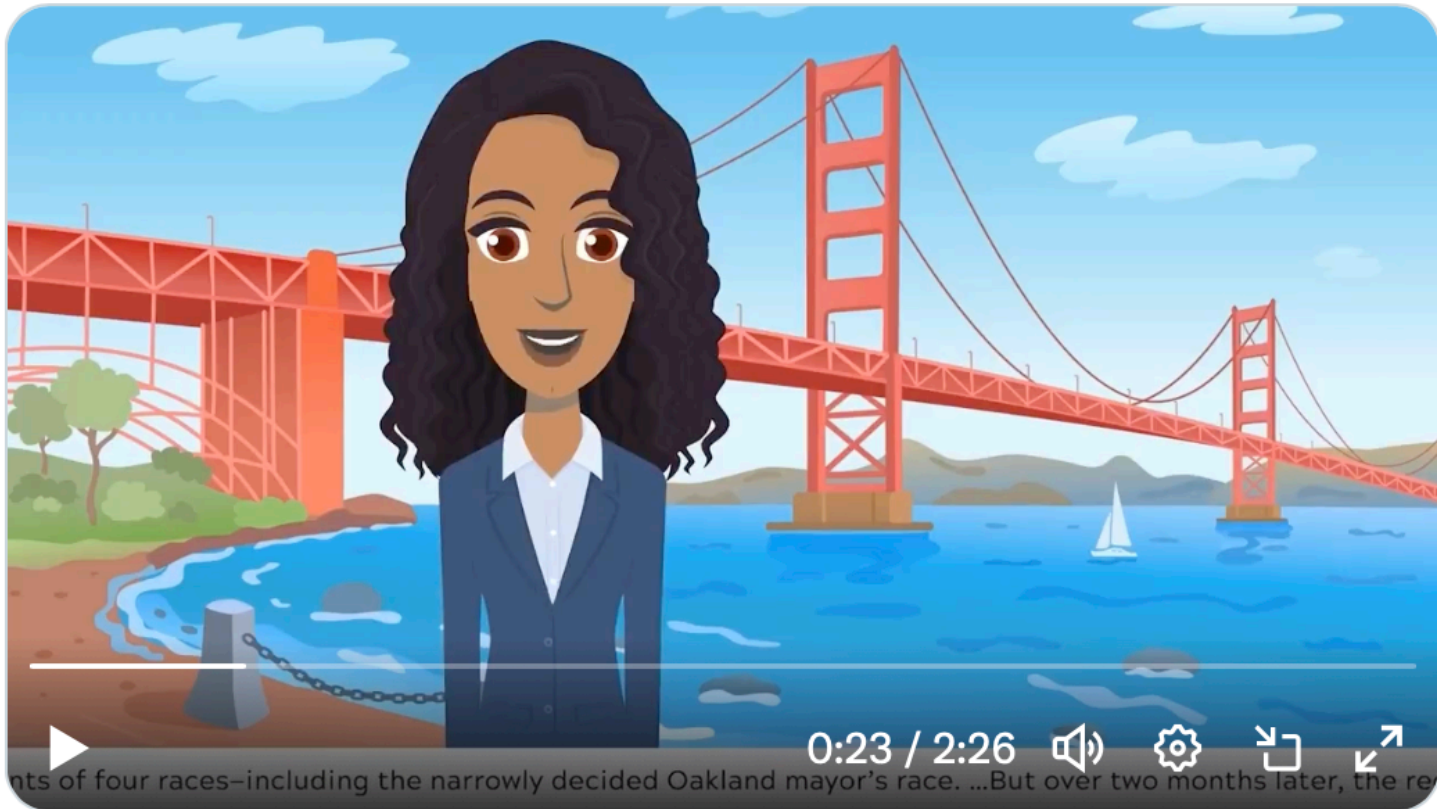 0:23 / 2:26
nts of four races–including the narrowly decided Oakland mayor’s race. ...But over two months later, the re